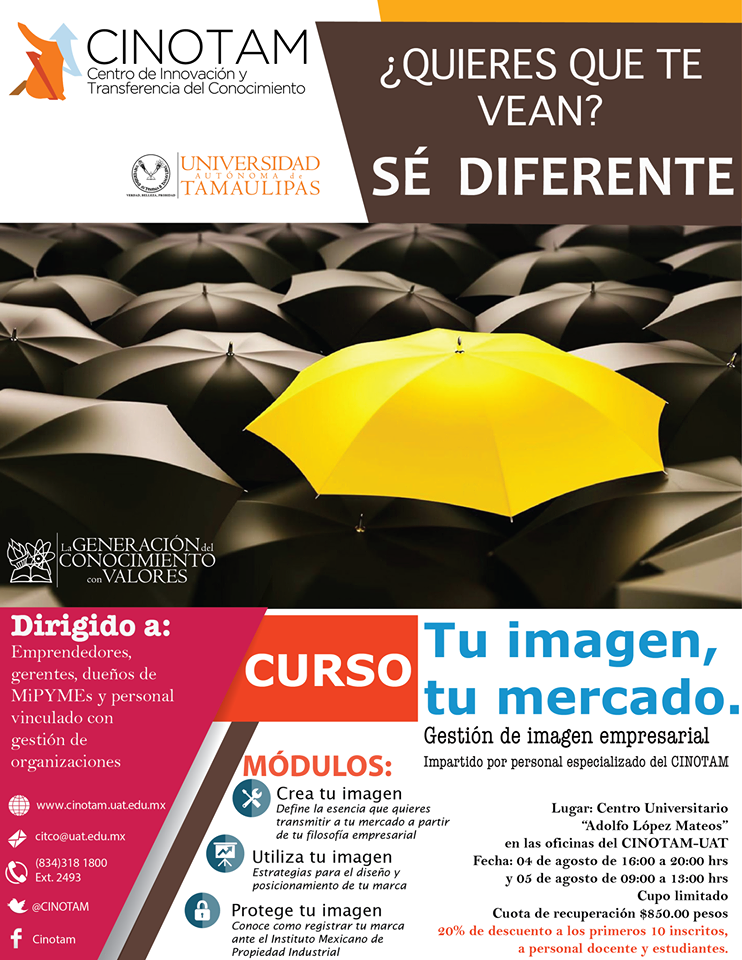 CINOTAM
Centro de Innovación y
Transferencia del Conocimiento
¿QUIERES QUE TE
VEAN?
SÉ DIFERENTE
UNIVERSIDAD
AUTÓNOMA de
TAMAULIPAS
VERDAD, BELLEZA, PROBIDAD
La GENERACIÓN del
CONOCIMIENTO
con VALORES
Dirigido a:
Emprendedores,
gerentes, dueños de
MiPYMEs y personal
vinculado con
gestión de
organizaciones
www.cinotam.uat.edu.mx
citco@uat.edu.mx
(834)318 1800
Ext. 2493
@CINOTAM
Cinotam
CURSO
Tu imagen,
tu mercado.
Gestión de imagen empresarial
Impartido por personal especializado del CINOTAM
MÓDULOS:
Crea tu imagen
Define la esencia que quieres
transmitir a tu mercado a partir
de tu filosofía empresarial
Utiliza tu imagen
Estrategias para el diseño y
posicionamiento de tu marca
Protege tu imagen
Conoce como registrar tu marca
ante el Instituto Mexicano de
Propiedad Industrial
Lugar: Centro Universitario
“Adolfo López Mateos”
en las oficinas del CINOTAM-UAT
Fecha: 04 de agosto de 16:00 a 20:00 hrs
y 05 de agosto de 09:00 a 13:00 hrs
Cupo limitado
Cuota de recuperación $850.00 pesos
20% de descuento a los primeros 10 inscritos,
a personal docente y estudiantes.